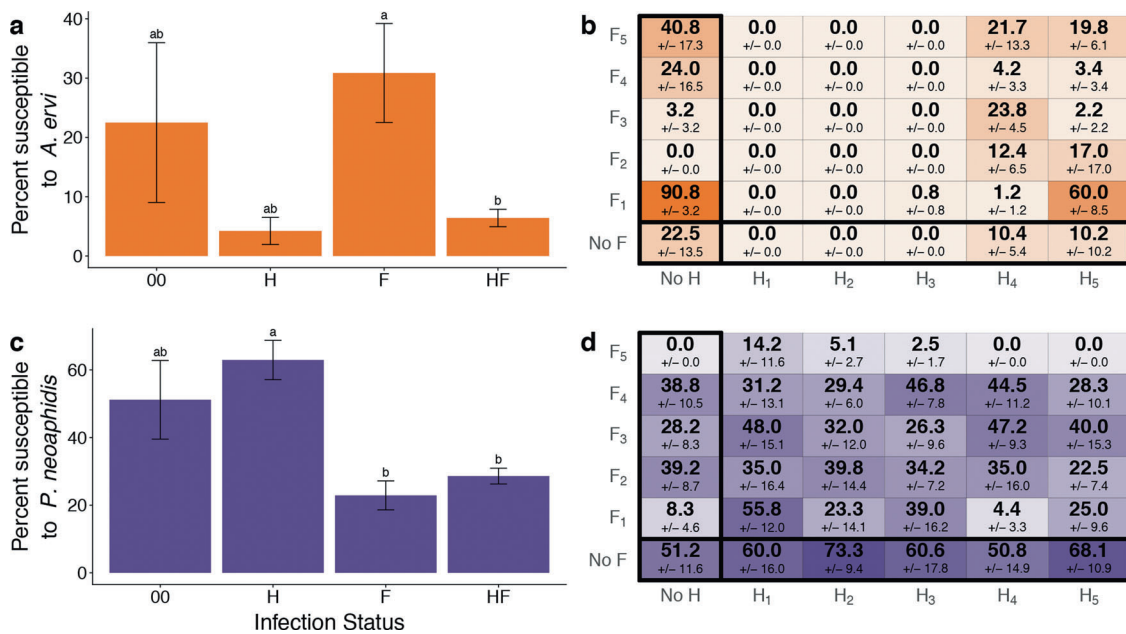 a
Percent susceptible
to A. ervi
40
30
20
10
0
ab
ab
a
b
00 H F HF
b
F5 40.8 0.0 0.0 0.0 21.7 19.8
+/− 17.3 +/− 0.0 +/− 0.0 +/− 0.0 +/− 13.3 +/− 6.1
F4 24.0 0.0 0.0 0.0 4.2 3.4
+/− 16.5 +/− 0.0 +/− 0.0 +/− 0.0 +/− 3.3 +/− 3.4
F3 3.2 0.0 0.0 0.0 23.8 2.2
+/− 3.2 +/− 0.0 +/− 0.0 +/− 0.0 +/− 4.5 +/− 2.2
F2 0.0 0.0 0.0 0.0 12.4 17.0
+/− 0.0 +/− 0.0 +/− 0.0 +/− 0.0 +/− 6.5 +/− 17.0
F1 90.8 0.0 0.0 0.8 1.2 60.0
+/− 3.2 +/− 0.0 +/− 0.0 +/− 0.8 +/− 1.2 +/− 8.5
No F 22.5 0.0 0.0 0.0 10.4 10.2
+/− 13.5 +/− 0.0 +/− 0.0 +/− 0.0 +/− 5.4 +/− 10.2
No H H1 H2 H3 H4 H5
c
Percent susceptible
to P. neoaphidis
60
40
20
0
ab
a
b
b
00 H F HF
Infection Status
d
F5 0.0 14.2 5.1 2.5 0.0 0.0
+/− 0.0 +/− 11.6 +/− 2.7 +/− 1.7 +/− 0.0 +/− 0.0
F4 38.8 31.2 29.4 46.8 44.5 28.3
+/− 10.5 +/− 13.1 +/− 6.0 +/− 7.8 +/− 11.2 +/− 10.1
F3 28.2 48.0 32.0 26.3 47.2 40.0
+/− 8.3 +/− 15.1 +/− 12.0 +/− 9.6 +/− 9.3 +/− 15.3
F2 39.2 35.0 39.8 34.2 35.0 22.5
+/− 8.7 +/− 16.4 +/− 14.4 +/− 7.2 +/− 16.0 +/− 7.4
F1 8.3 55.8 23.3 39.0 4.4 25.0
+/− 4.6 +/− 12.0 +/− 14.1 +/− 16.2 +/− 3.3 +/− 9.6
No F 51.2 60.0 73.3 60.6 50.8 68.1
+/− 11.6 +/− 16.0 +/− 9.4 +/− 17.8 +/− 14.9 +/− 10.9
No H H1 H2 H3 H4 H5